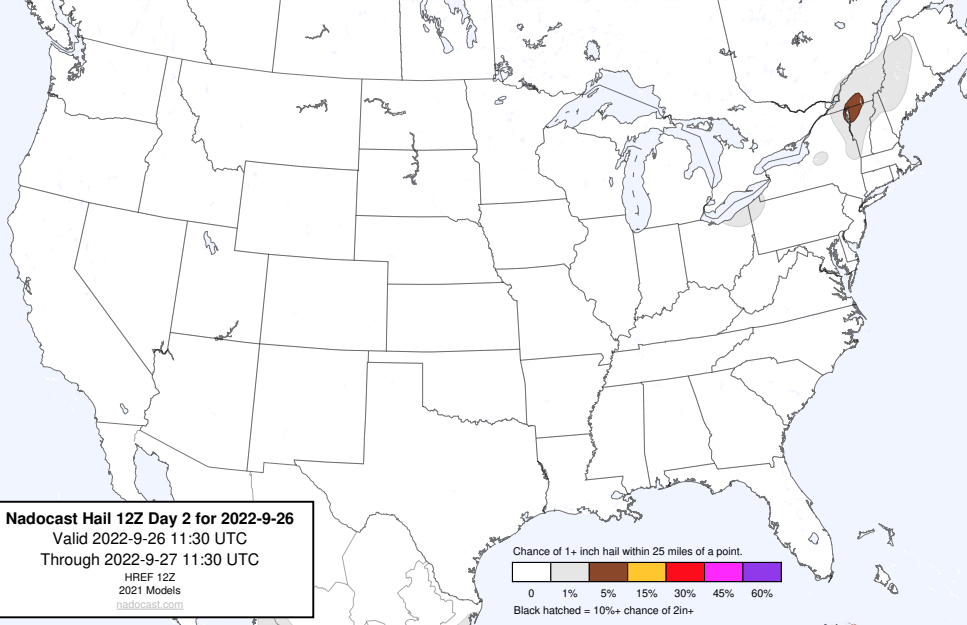 Nadocast Hail 12Z Day 2 for 2022-9-26
Valid 2022-9-26 11:30 UTC
Through 2022-9-27 11:30 UTC
HREF 12Z
2021 Models
nadocast.com
Chance of 1+ inch hail within 25 miles of a point.
0 1% 5% 15% 30% 45% 60%
Black hatched = 10%+ chance of 2in+